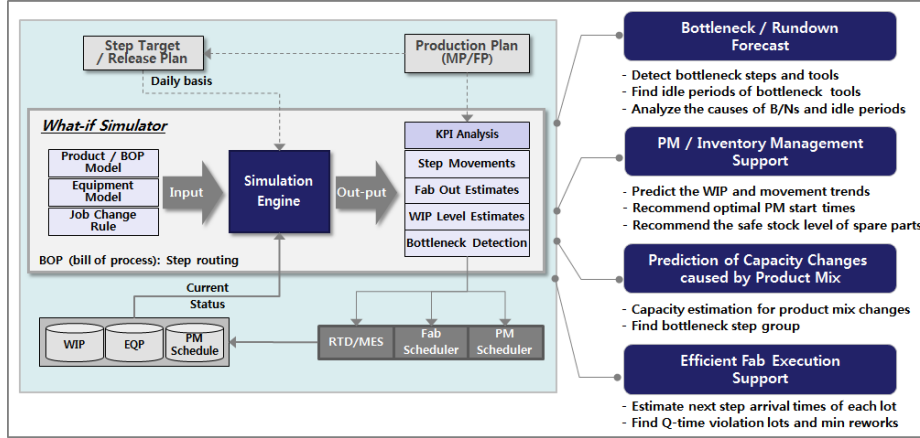 Step Target
/ Release Plan
Production Plan
(MP/FP)
Daily basis
What-if Simulator
Product / BOP
Model
Equipment
Model
Job Change
Rule
Input
Simulation
Engine
Out-put
KPI Analysis
Step Movements
Fab Out Estimates
WIP Level Estimates
Bottleneck Detection
BOP (bill of process): Step routing
Current
Status
WIP
EQP
PM
Schedule
RTD/MES
Fab
Scheduler
PM
Scheduler
Bottleneck / Rundown
Forecast
- Detect bottleneck steps and tools
- Find idle periods of bottleneck tools
- Analyze the causes of B/Ns and idle periods
PM / Inventory Management
Support
- Predict the WIP and movement trends
- Recommend optimal PM start times
- Recommend the safe stock level of spare parts
Prediction of Capacity Changes
caused by Product Mix
- Capacity estimation for product mix changes
- Find bottleneck step group
Efficient Fab Execution
Support
- Estimate next step arrival times of each lot
- Find Q-time violation lots and min reworks